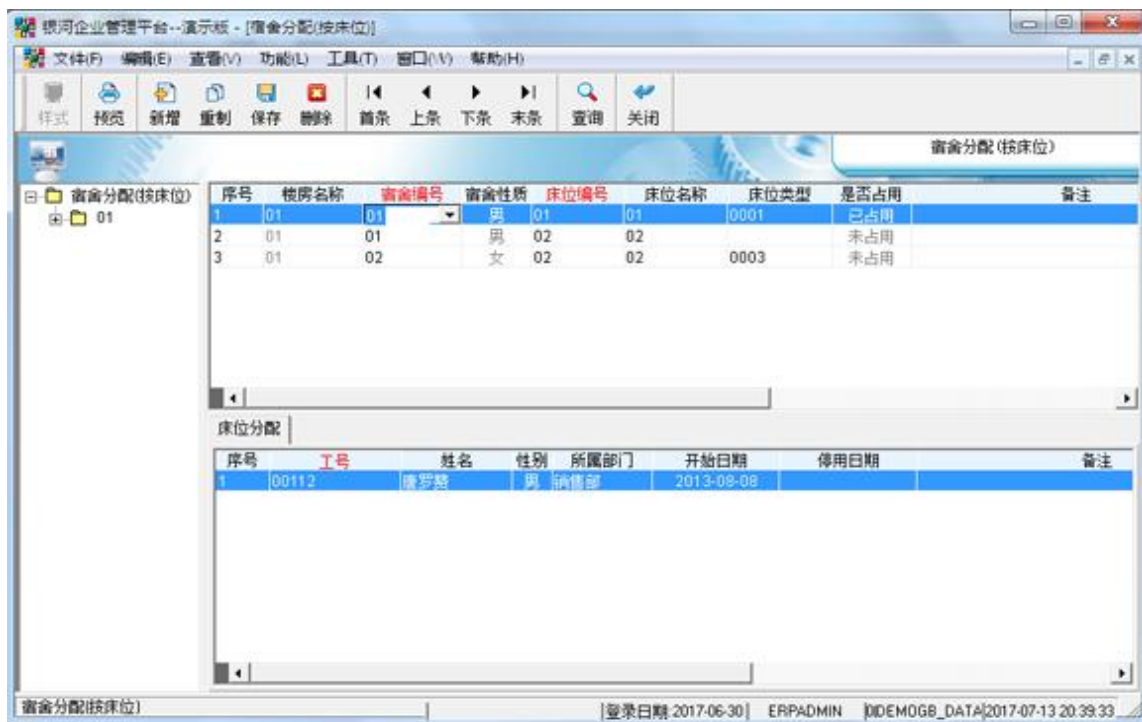 银河企业管理平台--演示版 - [宿舍分配(按床位)]
文件(F) 编辑(E) 查看(V) 功能(L) 工具(T) 窗口(W) 帮助(H)
样式 预览 新增 重制 保存 删除 首条 上条 下条 末条 查询 关闭
宿舍分配(按床位)
宿舍分配(按床位)
01
序号 楼房名称 宿舍编号 宿舍性质 床位编号 床位名称 床位类型 是否占用 备注
1 01 01 男 01 01 0001 已占用
2 01 01 男 02 02 未占用
3 01 02 女 02 02 0003 未占用
床位分配
序号 工号 姓名 性别 所属部门 开始日期 停用日期 备注
1 00112 唐罗赞 男 销售部 2013-08-08
宿舍分配(按床位) 登录日期:2017-06-30 ERPADMIN 2017-07-13 20:39:33